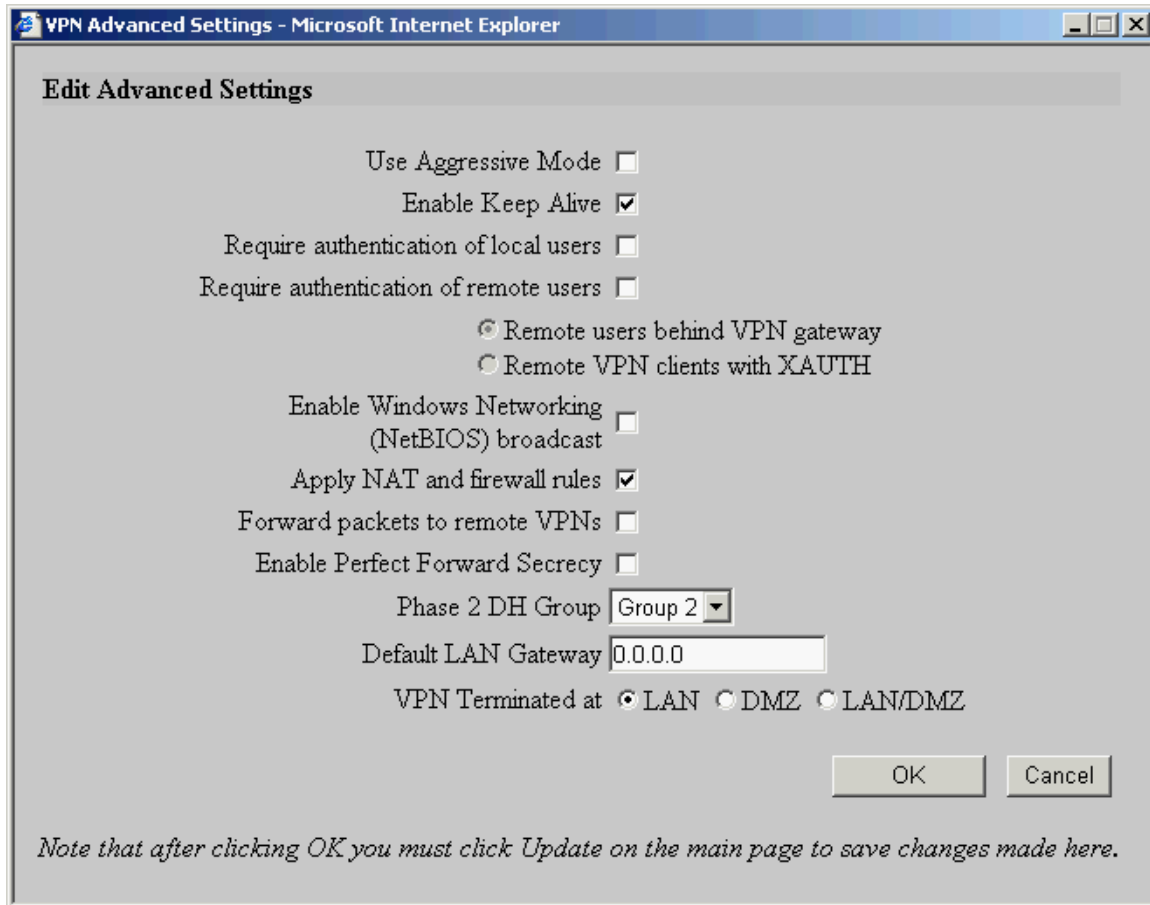 VPN Advanced Settings - Microsoft Internet Explorer
Edit Advanced Settings
Use Aggressive Mode
Enable Keep Alive
Require authentication of local users
Require authentication of remote users
Remote users behind VPN gateway
Remote VPN clients with XAUTH
Enable Windows Networking
(NetBIOS) broadcast
Apply NAT and firewall rules
Forward packets to remote VPNs
Enable Perfect Forward Secrecy
Phase 2 DH Group Group 2
Default LAN Gateway 0.0.0.0
VPN Terminated at LAN DMZ LAN/DMZ
OK Cancel
Note that after clicking OK you must click Update on the main page to save changes made here.